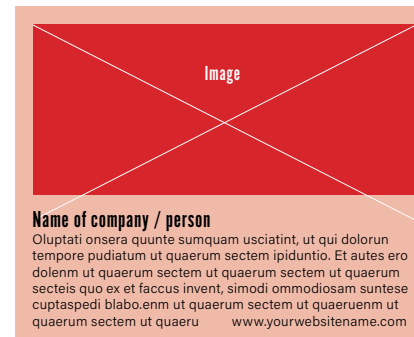 Image
Name of company / person
Oluptati onsera quunte sumquam usciatint, ut qui dolorun
tempore pudiatum ut quaerum sectem ipiduntio. Et autes ero
dolenm ut quaerum sectem ut quaerum sectem ut quaerum
secteis quo ex et faccus invent, simodi ommodiosam suntese
cuptaspedi blabo.enm ut quaerum sectem ut quaeruenm ut
quaerum sectem ut quaeru www.yourwebsitename.com